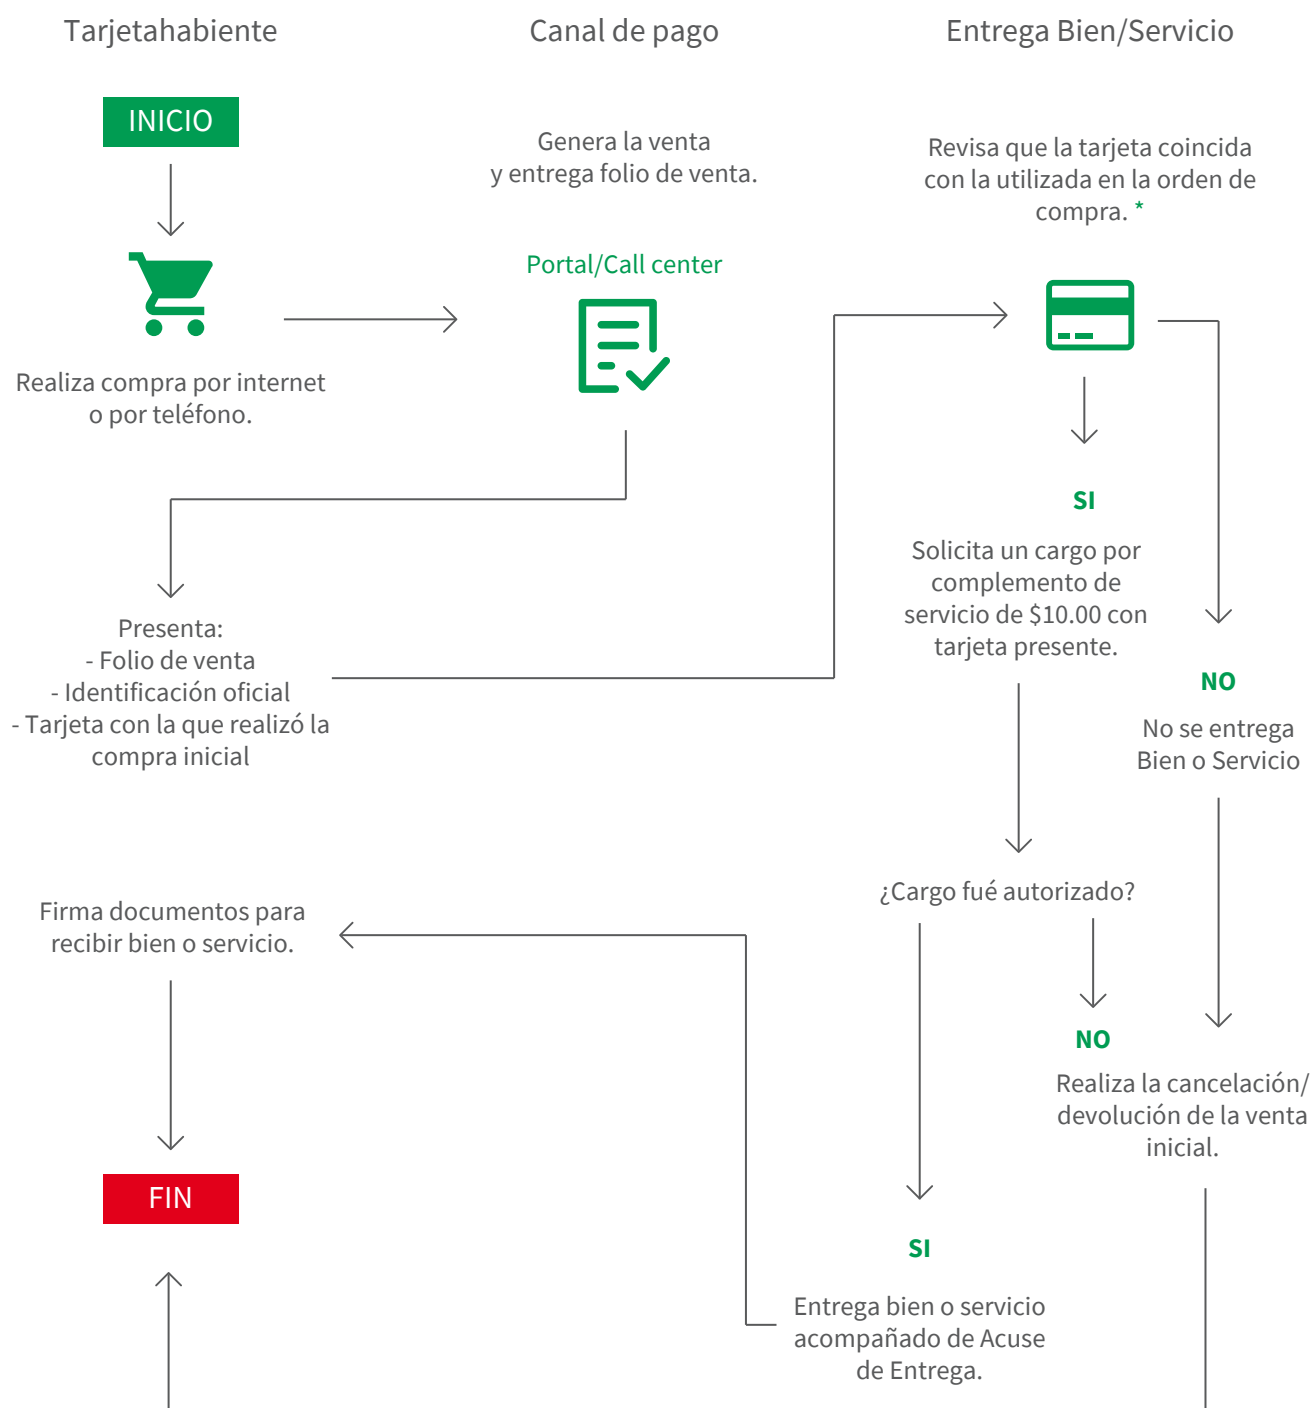 Tarjetahabiente
Canal de pago
Entrega Bien/Servicio
INICIO
Genera la venta
y entrega folio de venta.
Revisa que la tarjeta coincida
con la utilizada en la orden de
compra. *
Portal/Call center
Realiza compra por internet
o por teléfono.
SI
Solicita un cargo por
complemento de
servicio de $10.00 con
tarjeta presente.
Presenta:
- Folio de venta
- Identificación oficial
- Tarjeta con la que realizó la
compra inicial
NO
No se entrega
Bien o Servicio
¿Cargo fué autorizado?
Firma documentos para
recibir bien o servicio.
NO
Realiza la cancelación/
devolución de la venta
inicial.
FIN
SI
Entrega bien o servicio
acompañado de Acuse
de Entrega.